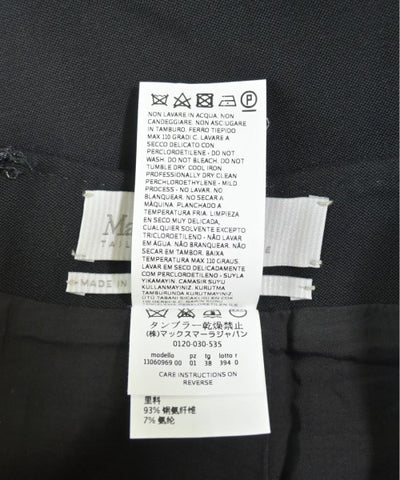 P
NON LAVARE IN ACQUA. NON
CANDEGGIARE. NON ASCIUGARE
IN TAMBURO. FERRO TIEPIDO
MAX 110 GRADI C. LAVARE A
SECCO DELICATO CON
PERCLOROETILENE - DO NOT
WASH. DO NOT BLEACH. DO NOT
TUMBLE DRY. COOL IRON
PROFESSIONALLY DRY CLEAN
PERCHLOROETHYLENE - MILD
PROCESS - NO LAVAR. NO
BLANQUEAR. NO SECAR A
MÁQUINA. PLANCHADO A
TEMPERATURA FRIA. LIMPIEZA
EN SECO MUY DELICADA,
CUALQUIER SOLVENTE EXCEPTO
TRICLOROETILENO - NÃO LAVAR
EM ÁGUA. NÃO BRANQUEAR. NÃO
SECAR EM TAMBOR. BAIXA
TEMPERATURA MAX 110 GRAUS.
LAVAR EM SECO DELICADAMENTE
COM PERCLOROETILENO - SUYLA
YIKAMAYIN. CAMASIR SUYU
KULLANMAYINIZ. KURUTMA
TAMBURUNDA KURUTMAYINIZ.
Ma
TAIL
MADE IN
タンブラー乾燥禁止
(株)マックスマーラジャパン
0120-030-535
modello pz tg lotto r
11060969.00 01 38 394 0
CARE INSTRUCTIONS ON
REVERSE
里料
93% 铜氨纤维
7% 氨纶